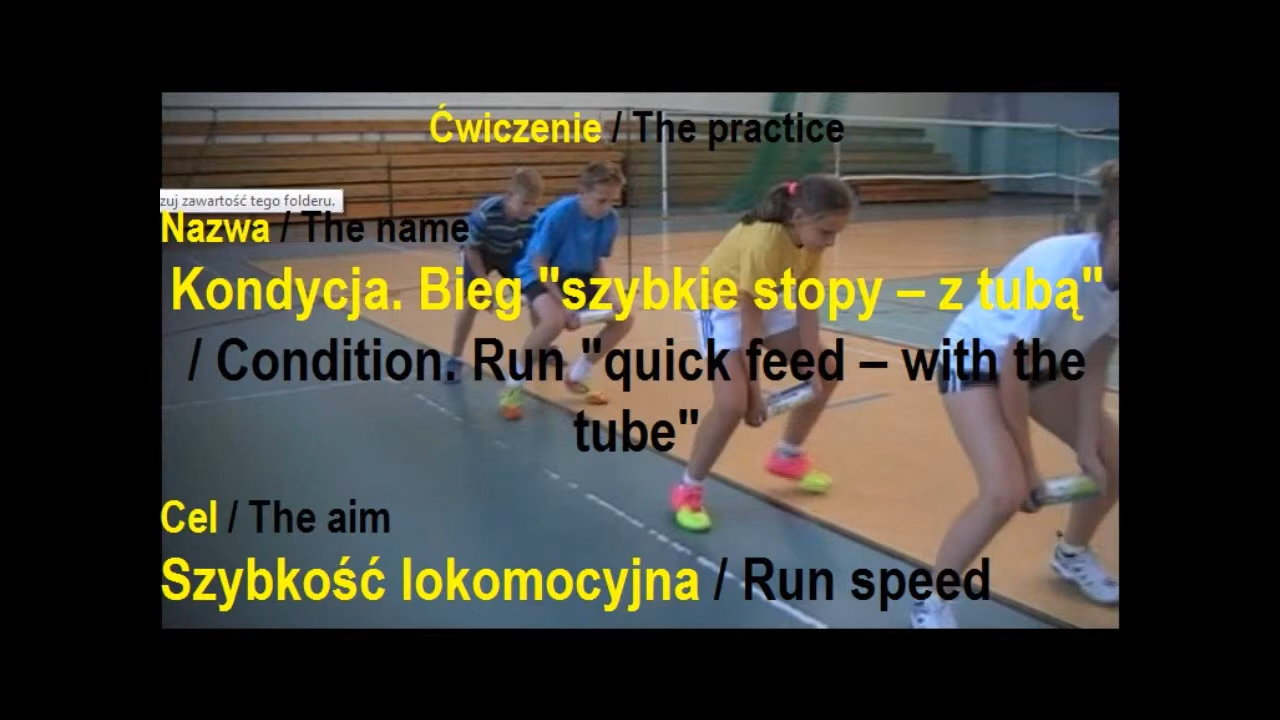 Ćwiczenie / The practice
zuj zawartość tego folderu.
Nazwa / The name
Kondycja. Bieg "szybkie stopy – z tubą"
/ Condition. Run "quick feed – with the
tube"
Cel / The aim
Szybkość lokomocyjna / Run speed